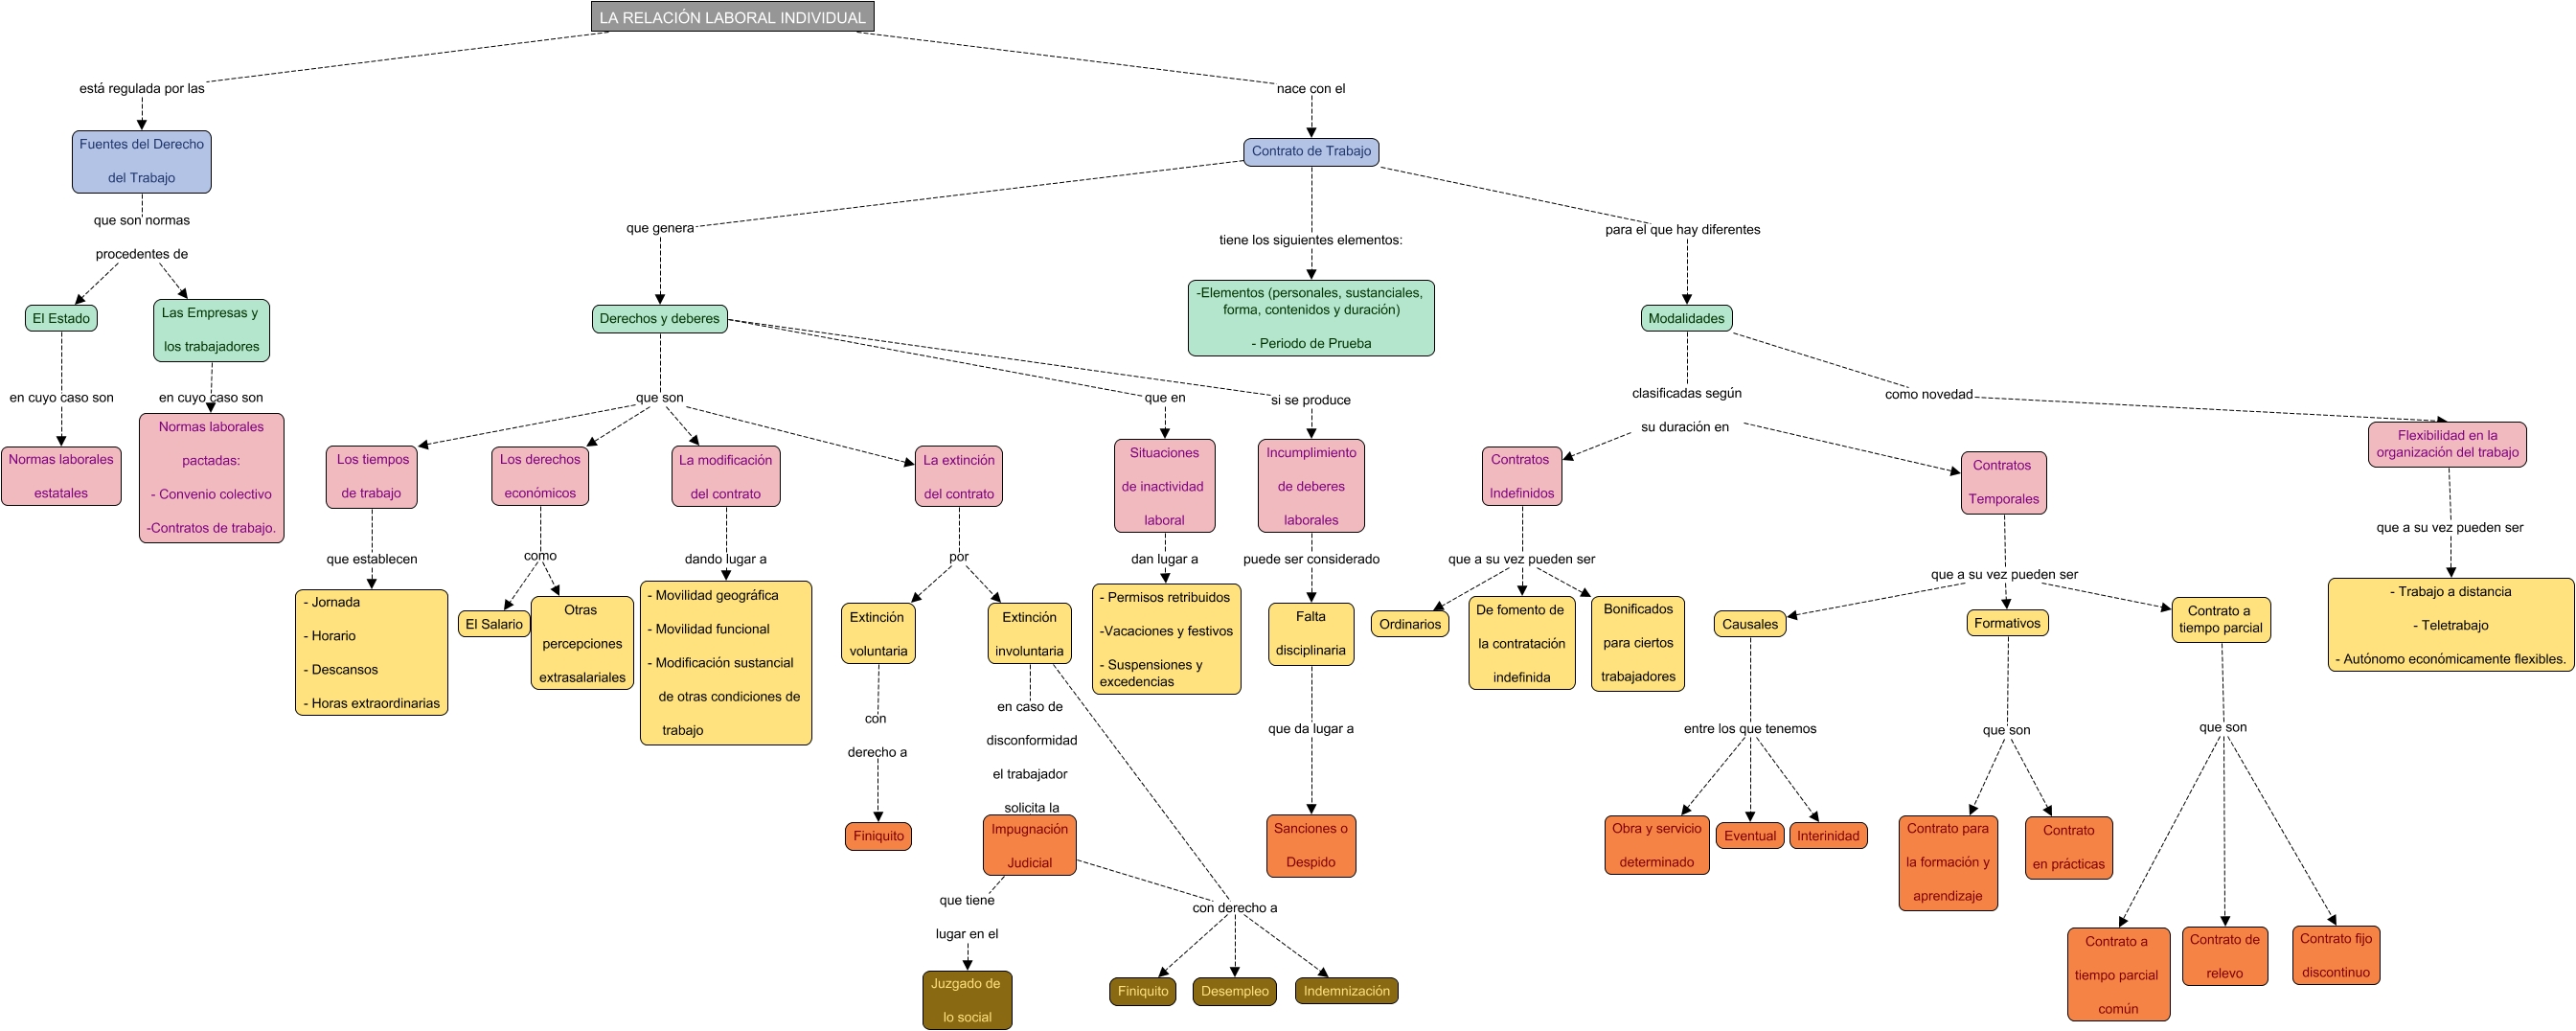 LA RELACIÓN LABORAL INDIVIDUAL
está regulada por las
nace con el
Fuentes del Derecho
del Trabajo
Contrato de Trabajo
que son normas
procedentes de
que genera
tiene los siguientes elementos:
para el que hay diferentes
El Estado
Las Empresas y
los trabajadores
Derechos y deberes
-Elementos (personales, sustanciales,
forma, contenidos y duración)
- Periodo de Prueba
Modalidades
en cuyo caso son
en cuyo caso son
que son
que en
si se produce
clasificadas según
su duración en
como novedad
Normas laborales
estatales
Normas laborales
pactadas:
- Convenio colectivo
-Contratos de trabajo.
Los tiempos
de trabajo
Los derechos
económicos
La modificación
del contrato
La extinción
del contrato
Situaciones
de inactividad
laboral
Incumplimiento
de deberes
laborales
Contratos
Indefinidos
Contratos
Temporales
Flexibilidad en la
organización del trabajo
que establecen
como
dando lugar a
por
dan lugar a
puede ser considerado
que a su vez pueden ser
que a su vez pueden ser
que a su vez pueden ser
- Jornada
- Horario
- Descansos
- Horas extraordinarias
El Salario
Otras
percepciones
extrasalariales
- Movilidad geográfica
- Movilidad funcional
- Modificación sustancial
de otras condiciones de
trabajo
Extinción
voluntaria
Extinción
involuntaria
- Permisos retribuidos
-Vacaciones y festivos
- Suspensiones y
excedencias
Falta
disciplinaria
Ordinarios
De fomento de
la contratación
indefinida
Bonificados
para ciertos
trabajadores
Causales
Formativos
Contrato a
tiempo parcial
- Trabajo a distancia
- Teletrabajo
- Autónomo económicamente flexibles.
con
derecho a
en caso de
disconformidad
el trabajador
solicita la
que da lugar a
entre los que tenemos
que son
que son
Finiquito
Impugnación
Judicial
Sanciones o
Despido
Obra y servicio
determinado
Eventual
Interinidad
Contrato para
la formación y
aprendizaje
Contrato
en prácticas
que tiene
lugar en el
con derecho a
Contrato a
tiempo parcial
común
Contrato de
relevo
Contrato fijo
discontinuo
Juzgado de
lo social
Finiquito
Desempleo
Indemnización